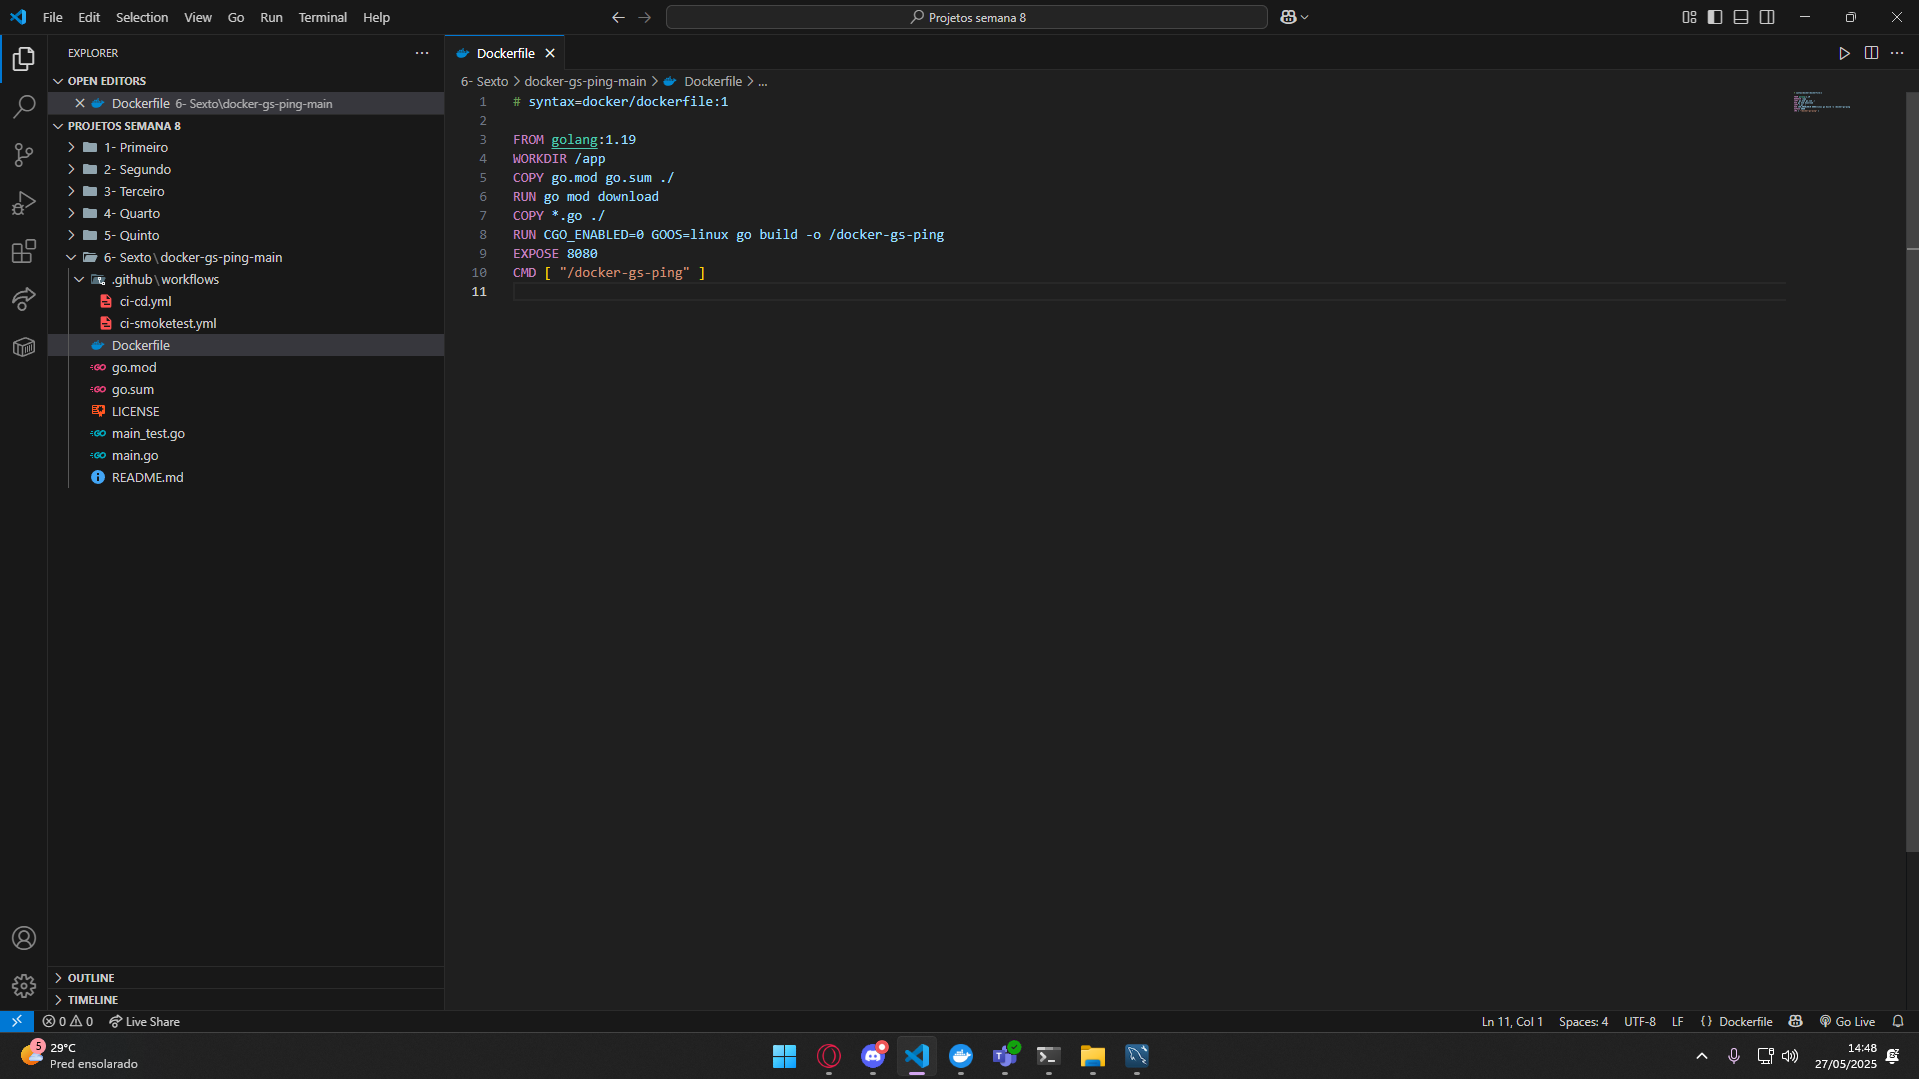 File Edit Selection View Go Run Terminal Help
Projetos semana 8
EXPLORER
OPEN EDITORS
Dockerfile 6- Sexto\docker-gs-ping-main
PROJETOS SEMANA 8
1- Primeiro
2- Segundo
3- Terceiro
4- Quarto
5- Quinto
6- Sexto\docker-gs-ping-main
.github\workflows
ci-cd.yml
ci-smoketest.yml
Dockerfile
go.mod
go.sum
LICENSE
main_test.go
main.go
README.md
OUTLINE
TIMELINE
Dockerfile
6- Sexto > docker-gs-ping-main > Dockerfile > ...
1 # syntax=docker/dockerfile:1
2
3 FROM golang:1.19
4 WORKDIR /app
5 COPY go.mod go.sum ./
6 RUN go mod download
7 COPY *.go ./
8 RUN CGO_ENABLED=0 GOOS=linux go build -o /docker-gs-ping
9 EXPOSE 8080
10 CMD [ "/docker-gs-ping" ]
11
0 0 Live Share
Ln 11, Col 1 Spaces: 4 UTF-8 LF {} Dockerfile Go Live
5
29°C
Pred ensolarado
14:48
27/05/2025